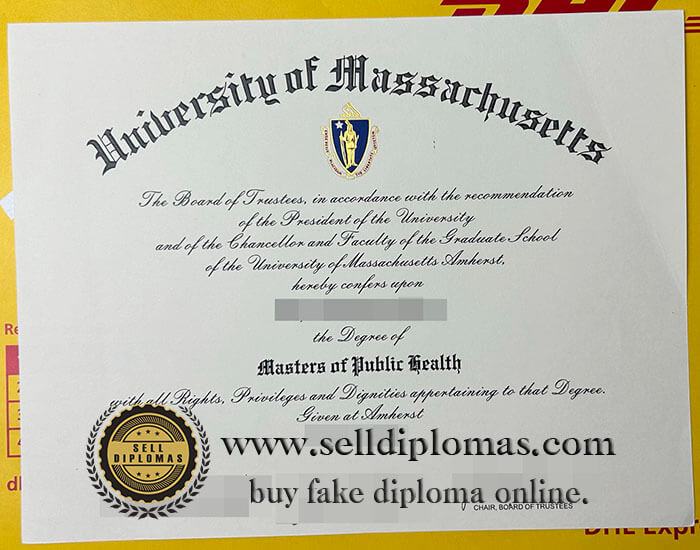 DHL
University of Massachusetts
The Board of Trustees, in accordance with the recommendation
of the President of the University
and of the Chancellor and Faculty of the Graduate School
of the University of Massachusetts Amherst,
hereby confers upon
the Degree of
Masters of Public Health
with all Rights, Privileges and Dignities appertaining to that Degree.
Given at Amherst
SELL
DIPLOMAS
www.selldiplomas.com
buy fake diploma online.
CHAIR, BOARD OF TRUSTEES
DHL Expr